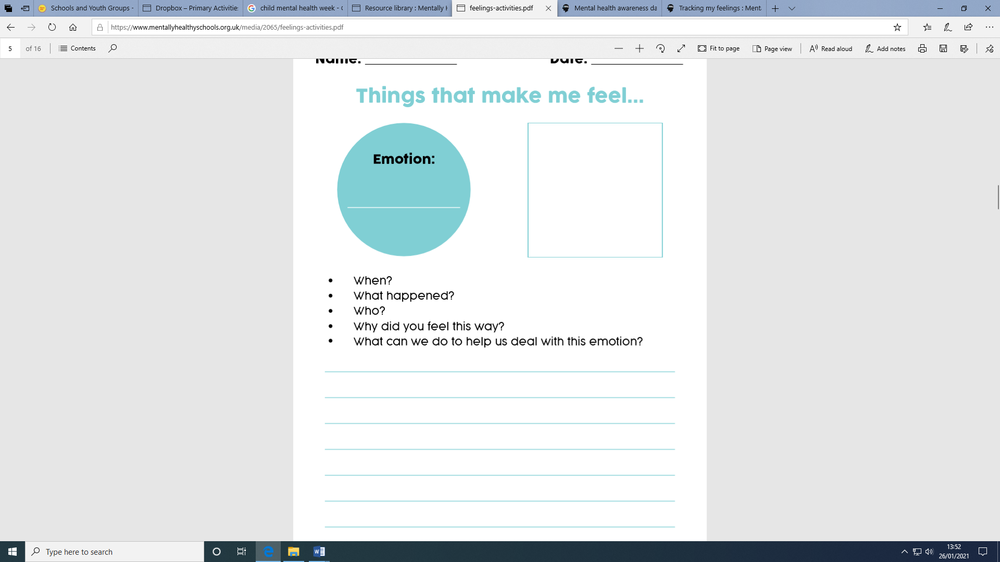 Schools and Youth Groups -
Dropbox – Primary Activities
child mental health week - G
Resource library : Mentally H
feelings-activities.pdf
Mental health awareness da
Tracking my feelings : Menta
https://www.mentallyhealthyschools.org.uk/media/2065/feelings-activities.pdf
5 of 16 Contents Fit to page Page view Read aloud Add notes
Name: Date:
Things that make me feel...
Emotion:
• When?
• What happened?
• Who?
• Why did you feel this way?
• What can we do to help us deal with this emotion?
Type here to search
13:52
26/01/2021